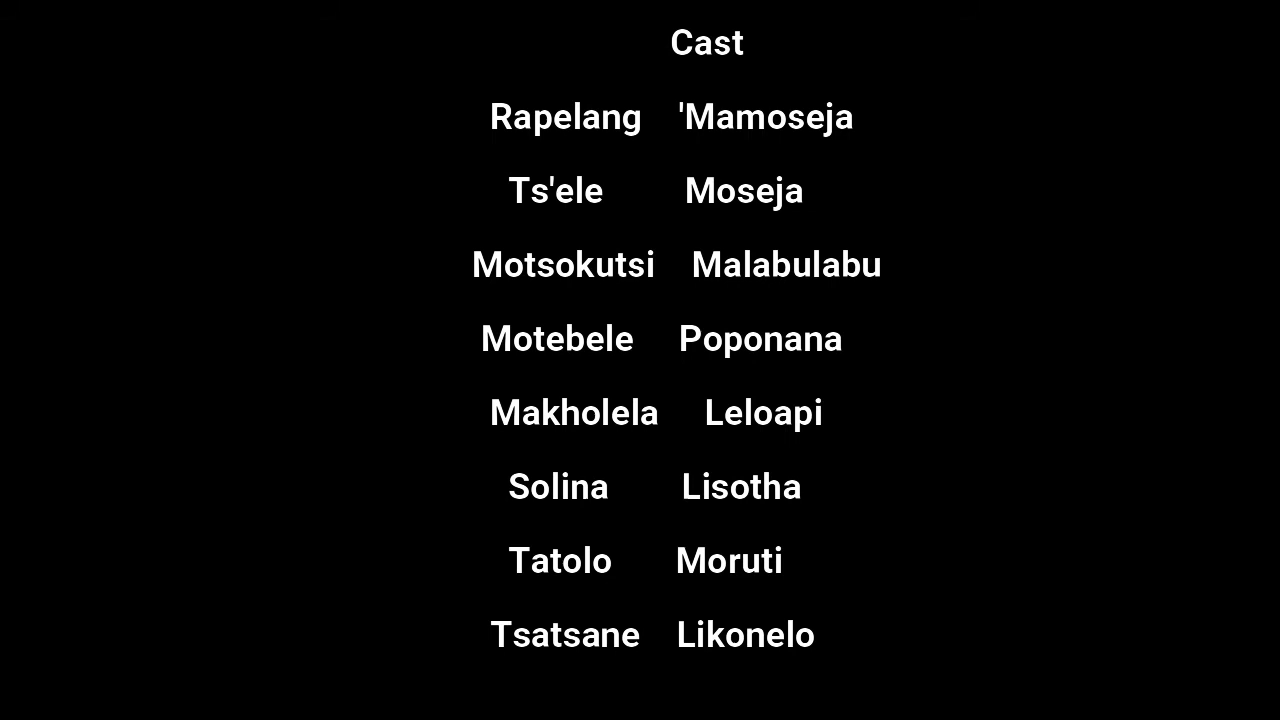 Cast
Rapelang 'Mamoseja
Ts'ele Moseja
Motsokutsi Malabulabu
Motebele Poponana
Makholela Leloapi
Solina Lisotha
Tatolo Moruti
Tsatsane Likonelo